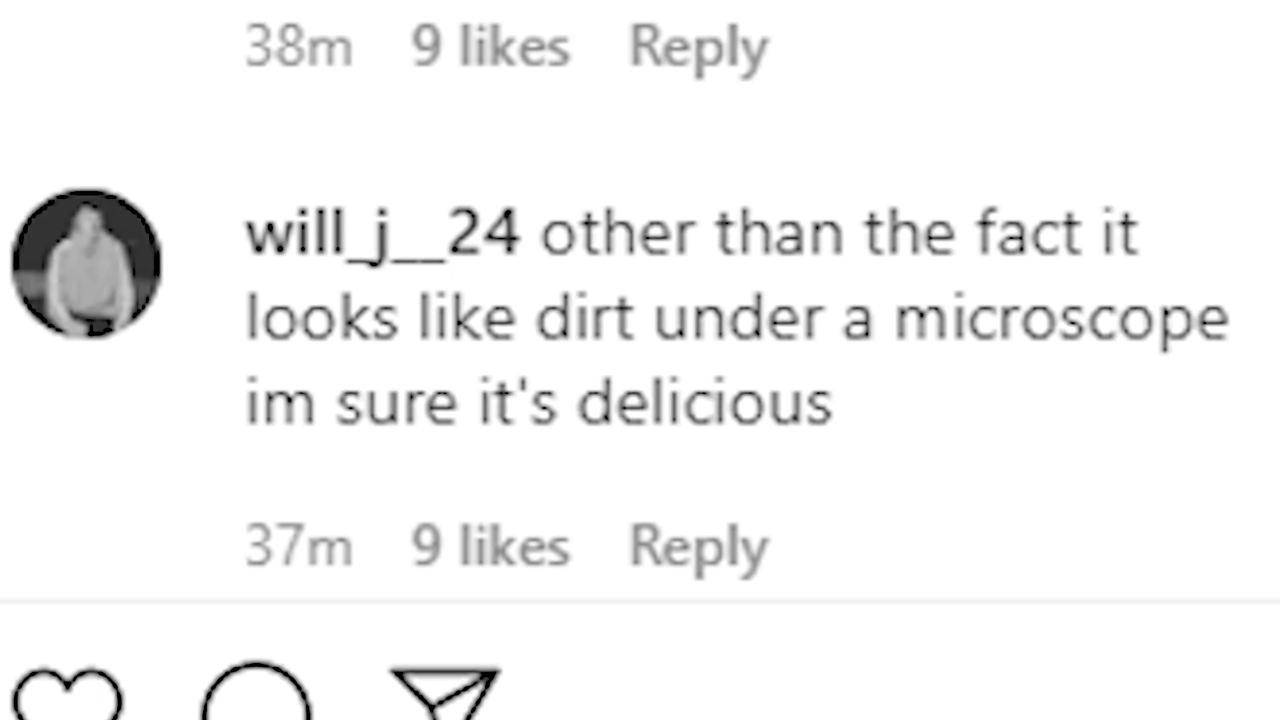 38m 9 likes Reply
will_j__24 other than the fact it
looks like dirt under a microscope
im sure it's delicious
37m 9 likes Reply